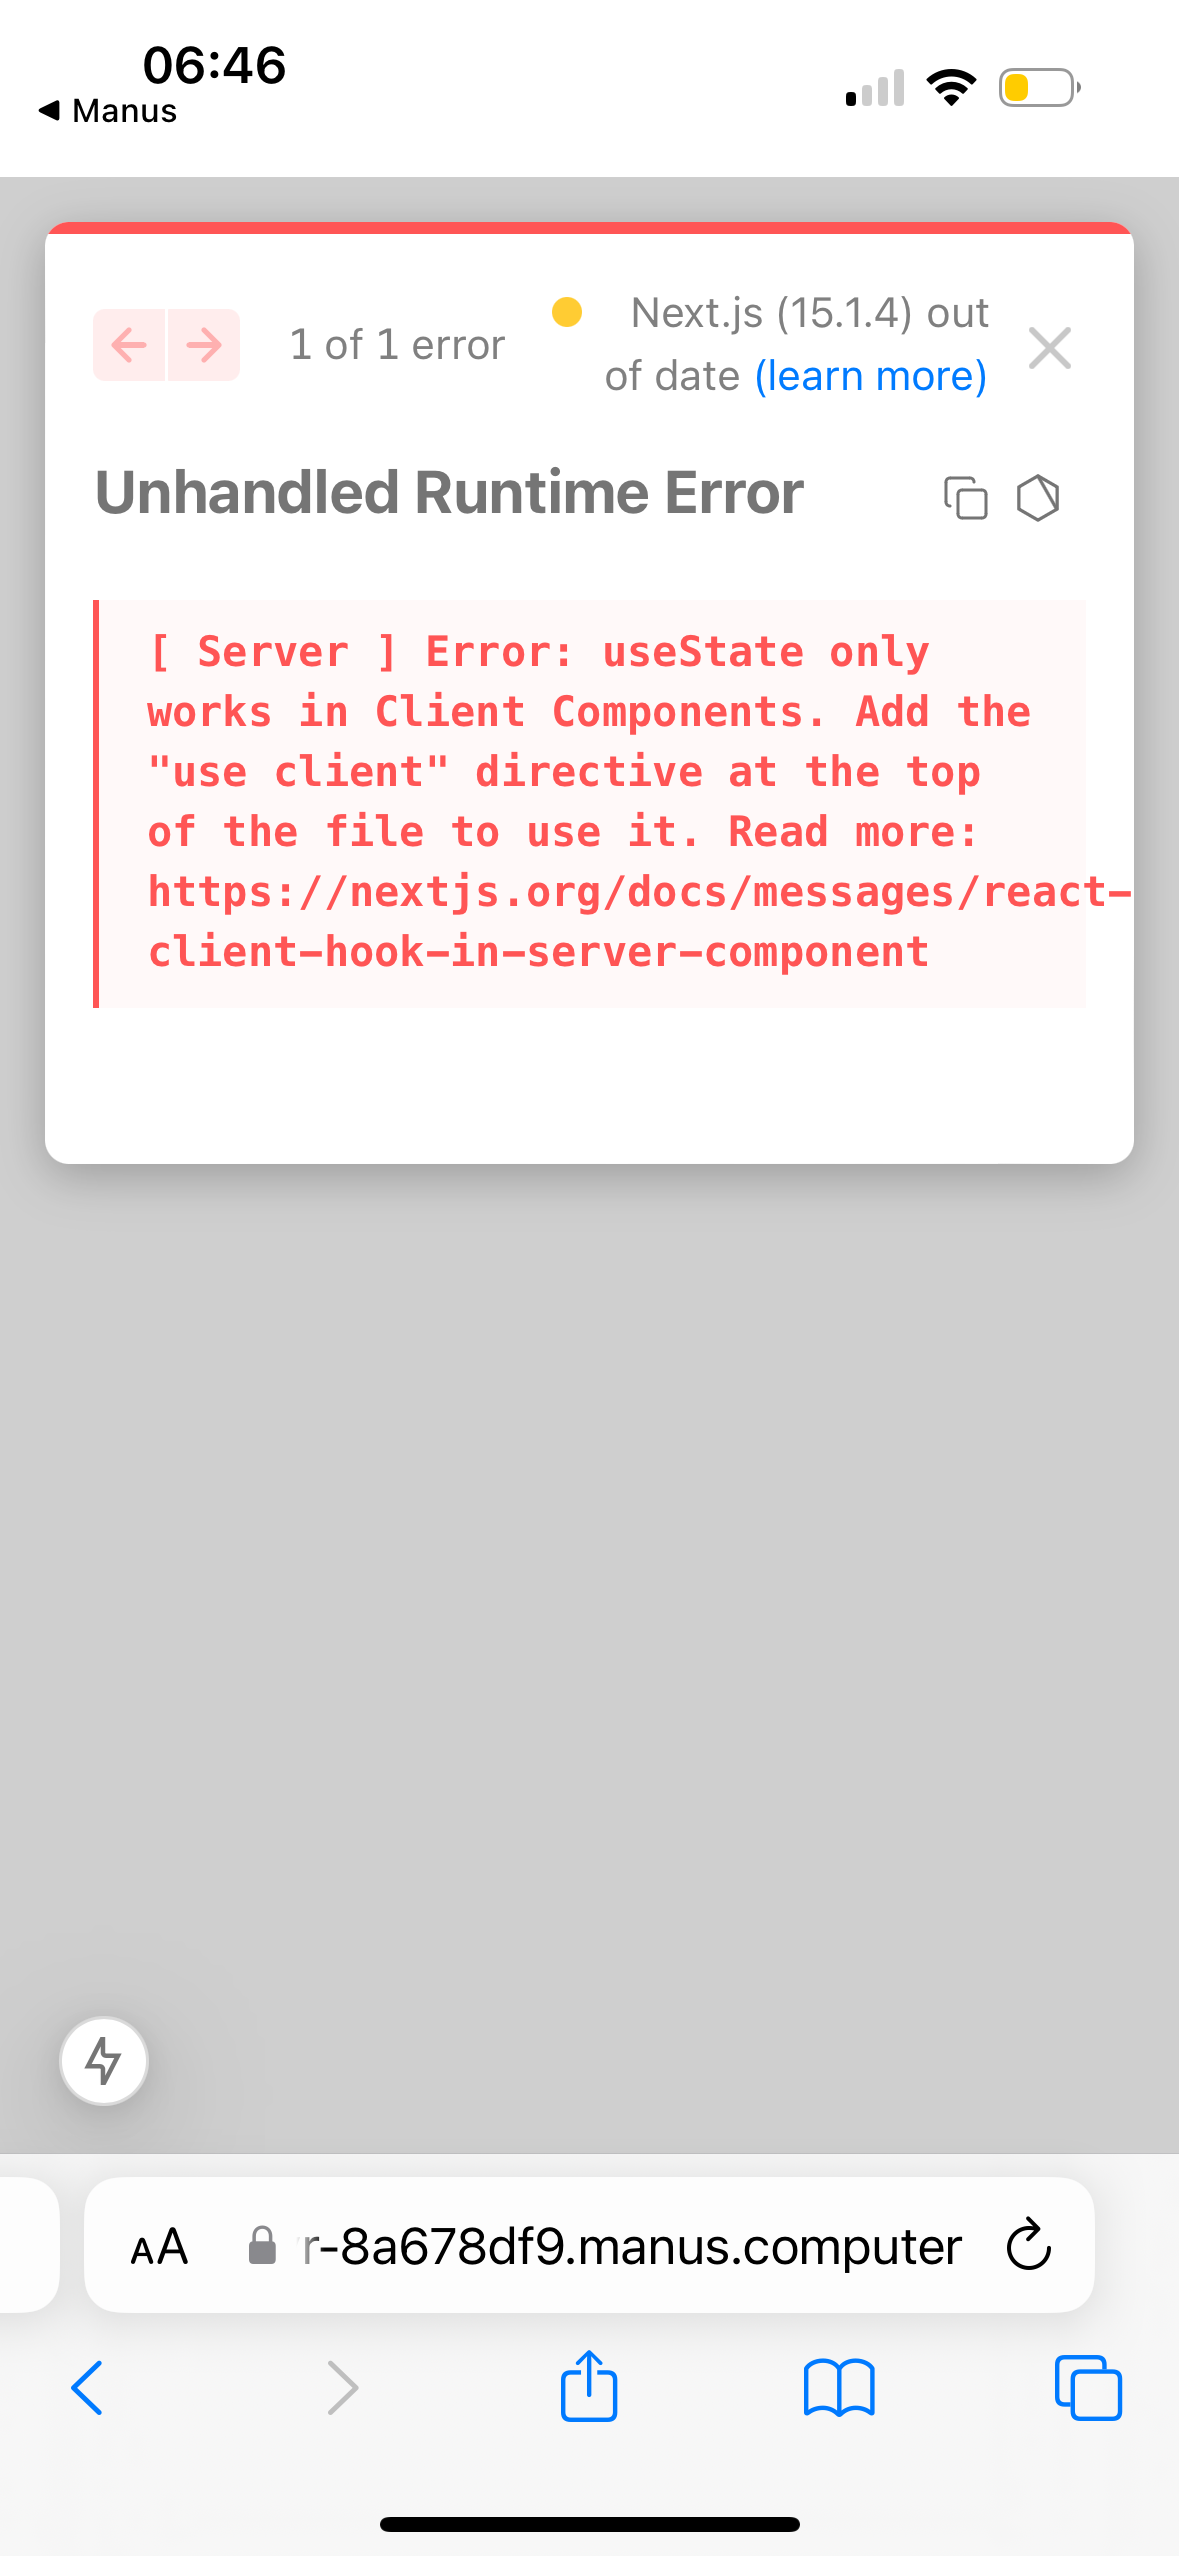 06:46
◀ Manus
1 of 1 error
Next.js (15.1.4) out
of date (learn more)
Unhandled Runtime Error
[ Server ] Error: useState only
works in Client Components. Add the
"use client" directive at the top
of the file to use it. Read more:
https://nextjs.org/docs/messages/react-
client-hook-in-server-component
AA
r-8a678df9.manus.computer